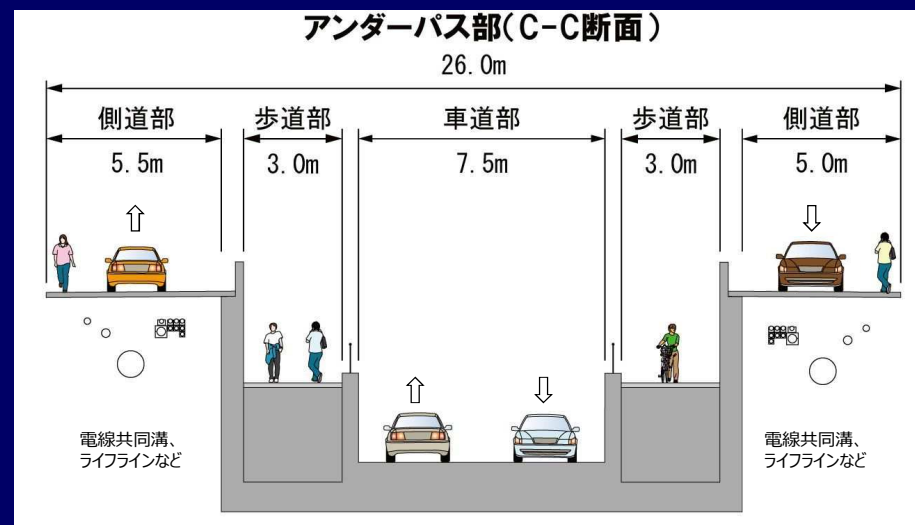 アンダーパス部(C-C断面)
26.0m
側道部
歩道部
車道部
歩道部
側道部
5.5m
3.0m
7.5m
3.0m
5.0m
電線共同溝、
ライフラインなど
電線共同溝、
ライフラインなど